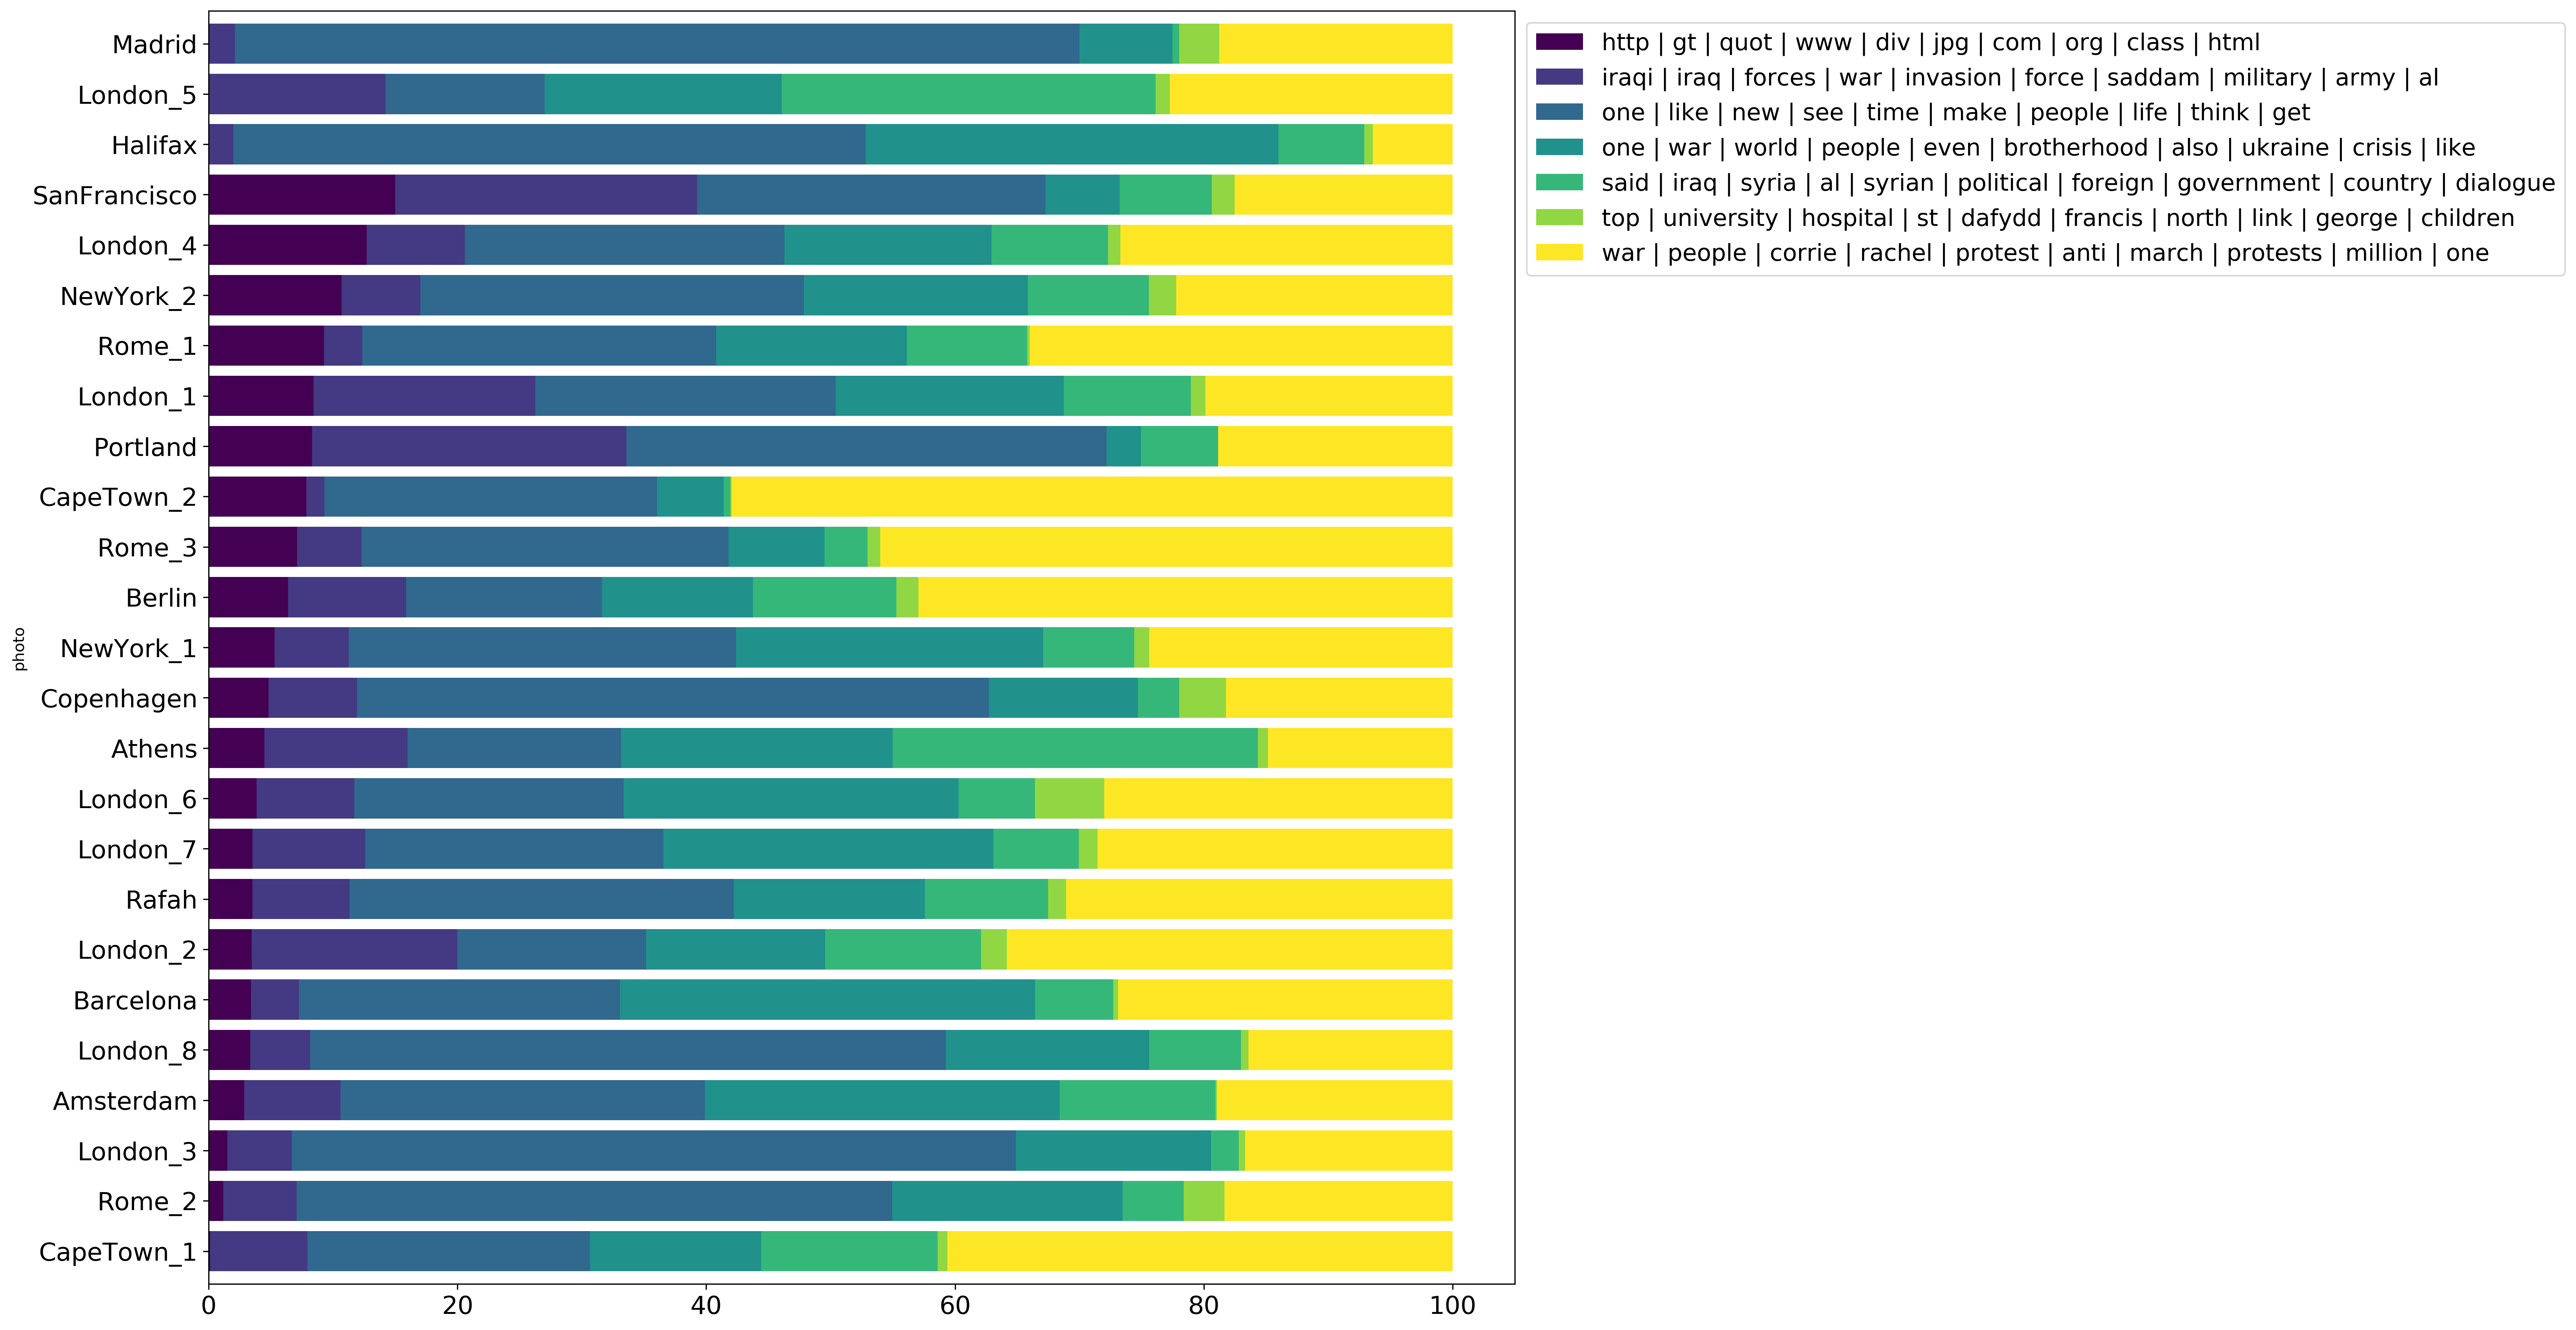 Madrid
London_5
Halifax
SanFrancisco
London_4
NewYork_2
Rome_1
London_1
Portland
CapeTown_2
Rome_3
Berlin
NewYork_1
Copenhagen
Athens
London_6
London_7
Rafah
London_2
Barcelona
London_8
Amsterdam
London_3
Rome_2
CapeTown_1
photo
0 20 40 60 80 100
http | gt | quot | www | div | jpg | com | org | class | html
iraqi | iraq | forces | war | invasion | force | saddam | military | army | al
one | like | new | see | time | make | people | life | think | get
one | war | world | people | even | brotherhood | also | ukraine | crisis | like
said | iraq | syria | al | syrian | political | foreign | government | country | dialogue
top | university | hospital | st | dafydd | francis | north | link | george | children
war | people | corrie | rachel | protest | anti | march | protests | million | one